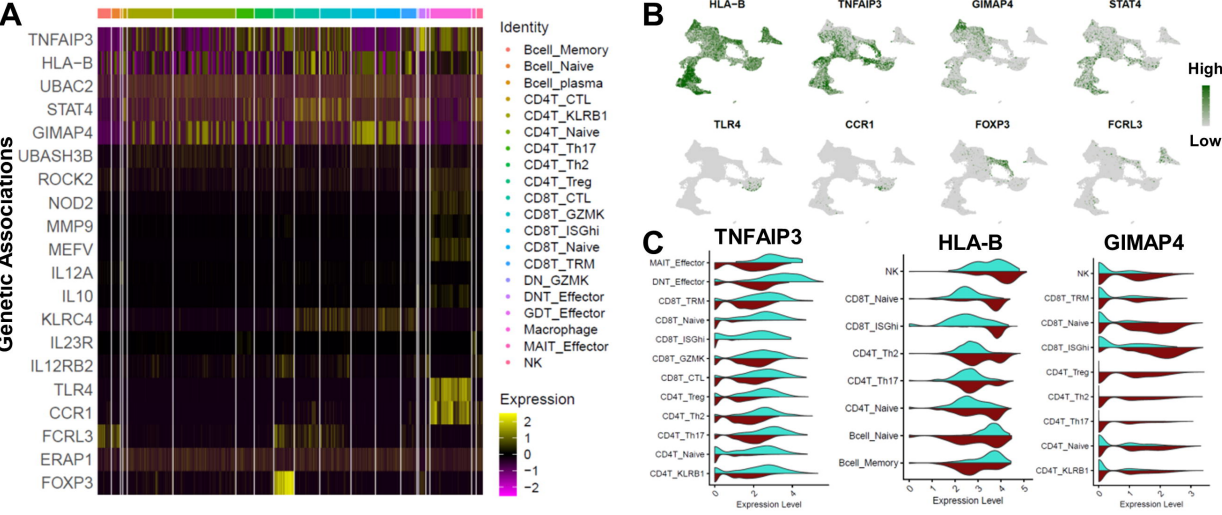 A
Genetic Associations
TNFAIP3
HLA-B
UBAC2
STAT4
GIMAP4
UBASH3B
ROCK2
NOD2
MMP9
MEFV
IL12A
IL10
KLRC4
IL23R
IL12RB2
TLR4
CCR1
FCRL3
ERAP1
FOXP3
Identity
Bcell_Memory
Bcell_Naive
Bcell_plasma
CD4T_CTL
CD4T_KLRB1
CD4T_Naive
CD4T_Th17
CD4T_Th2
CD4T_Treg
CD8T_CTL
CD8T_GZMK
CD8T_ISGhi
CD8T_Naive
CD8T_TRM
DN_GZMK
DNT_Effector
GDT_Effector
Macrophage
MAIT_Effector
NK
Expression
2
1
0
−1
−2
B
HLA−B TNFAIP3 GIMAP4 STAT4
TLR4 CCR1 FOXP3 FCRL3
High
Low
C
TNFAIP3
MAIT_Effector
DNT_Effector
CD8T_TRM
CD8T_Naive
CD8T_ISGhi
CD8T_GZMK
CD8T_CTL
CD4T_Treg
CD4T_Th2
CD4T_Th17
CD4T_Naive
CD4T_KLRB1
0 2 4
Expression Level
HLA-B
NK
CD8T_Naive
CD8T_ISGhi
CD4T_Th2
CD4T_Th17
CD4T_Naive
Bcell_Naive
Bcell_Memory
0 1 2 3 4 5
Expression Level
GIMAP4
NK
CD8T_TRM
CD8T_Naive
CD8T_ISGhi
CD4T_Treg
CD4T_Th2
CD4T_Th17
CD4T_Naive
CD4T_KLRB1
0 1 2 3
Expression Level